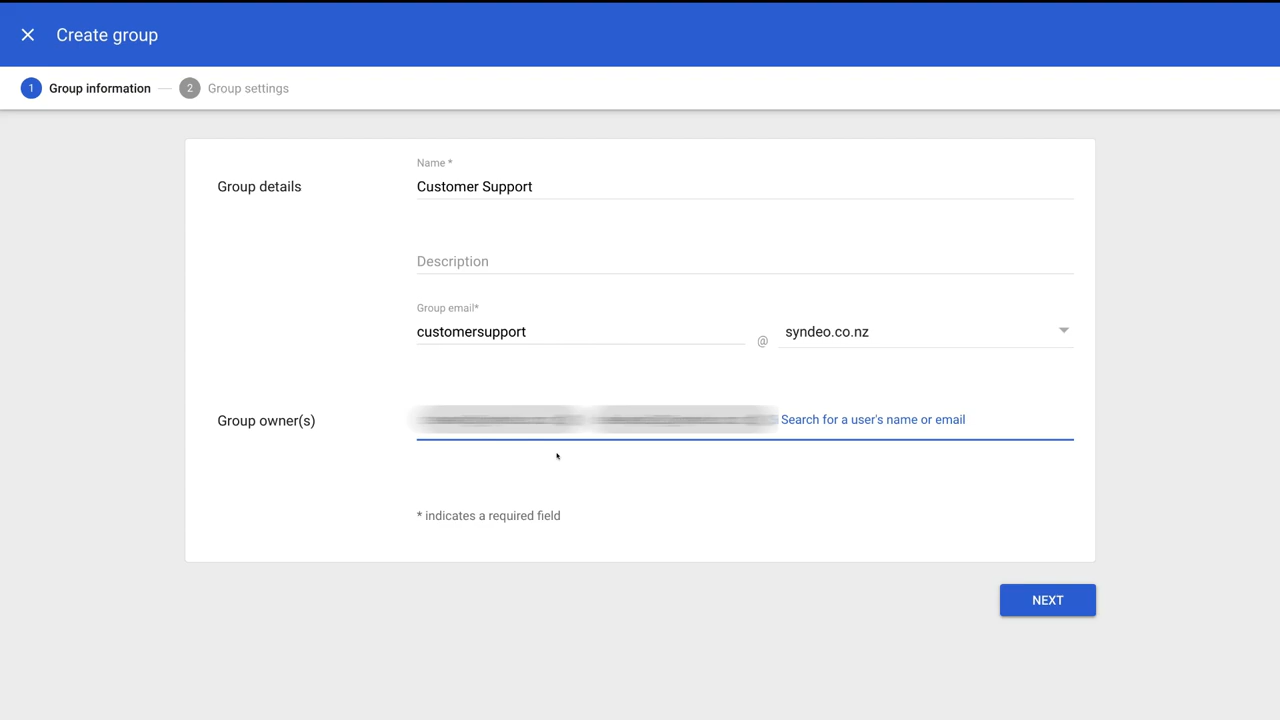 Create group
1 Group information 2 Group settings
Name *
Group details Customer Support
Description
Group email*
customersupport @ syndeo.co.nz
Group owner(s) Search for a user's name or email
* indicates a required field
NEXT